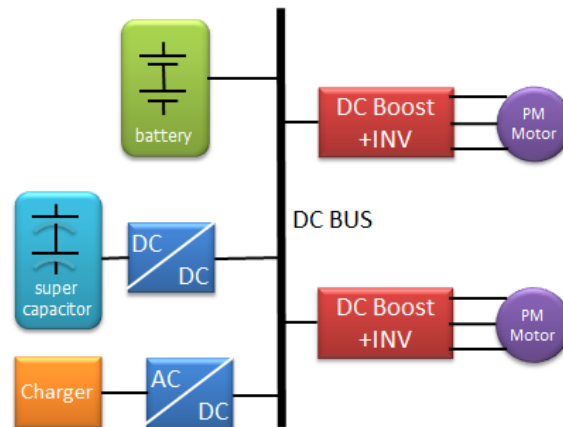 battery
DC Boost
+INV
PM
Motor
DC BUS
super
capacitor
DC
DC
DC Boost
+INV
PM
Motor
Charger
AC
DC